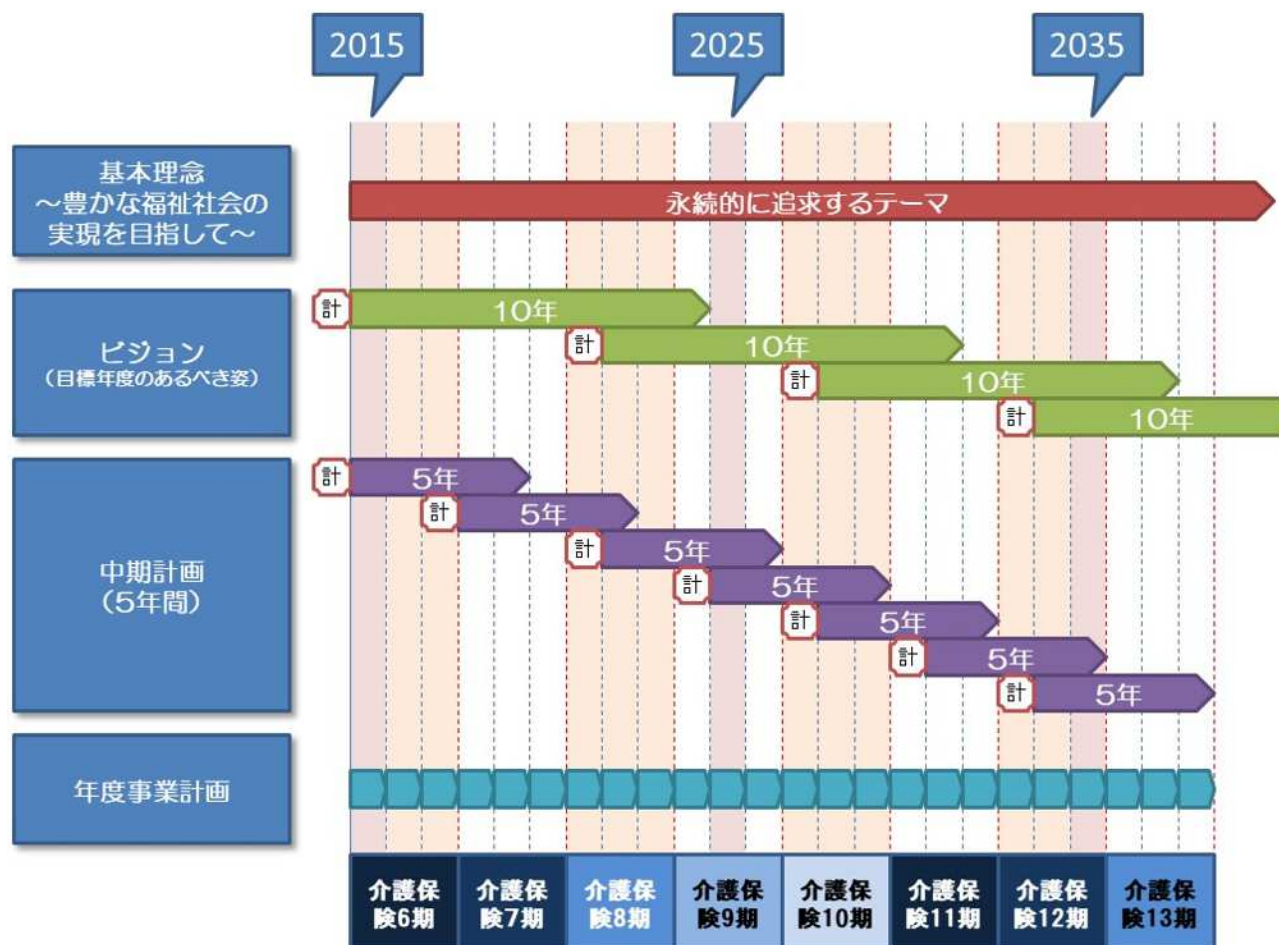 2015
2025
2035
基本理念
～豊かな福祉社会の
実現を目指して～
永続的に追求するテーマ
ビジョン
（目標年度のあるべき姿）
計
10年
計
10年
計
10年
計
10年
中期計画
（5年間）
計
5年
計
5年
計
5年
計
5年
計
5年
計
5年
計
5年
年度事業計画
介護保
険6期
介護保
険7期
介護保
険8期
介護保
険9期
介護保
険10期
介護保
険11期
介護保
険12期
介護保
険13期